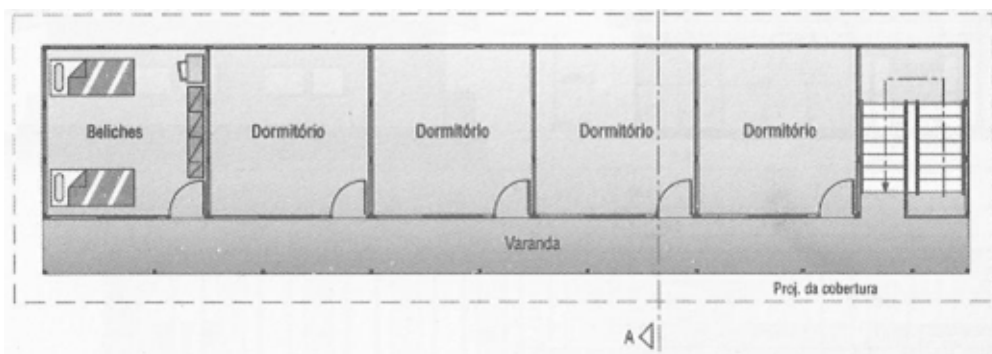 Beliches
Dormitório
Dormitório
Dormitório
Dormitório
Varanda
Proj. da cobertura
A